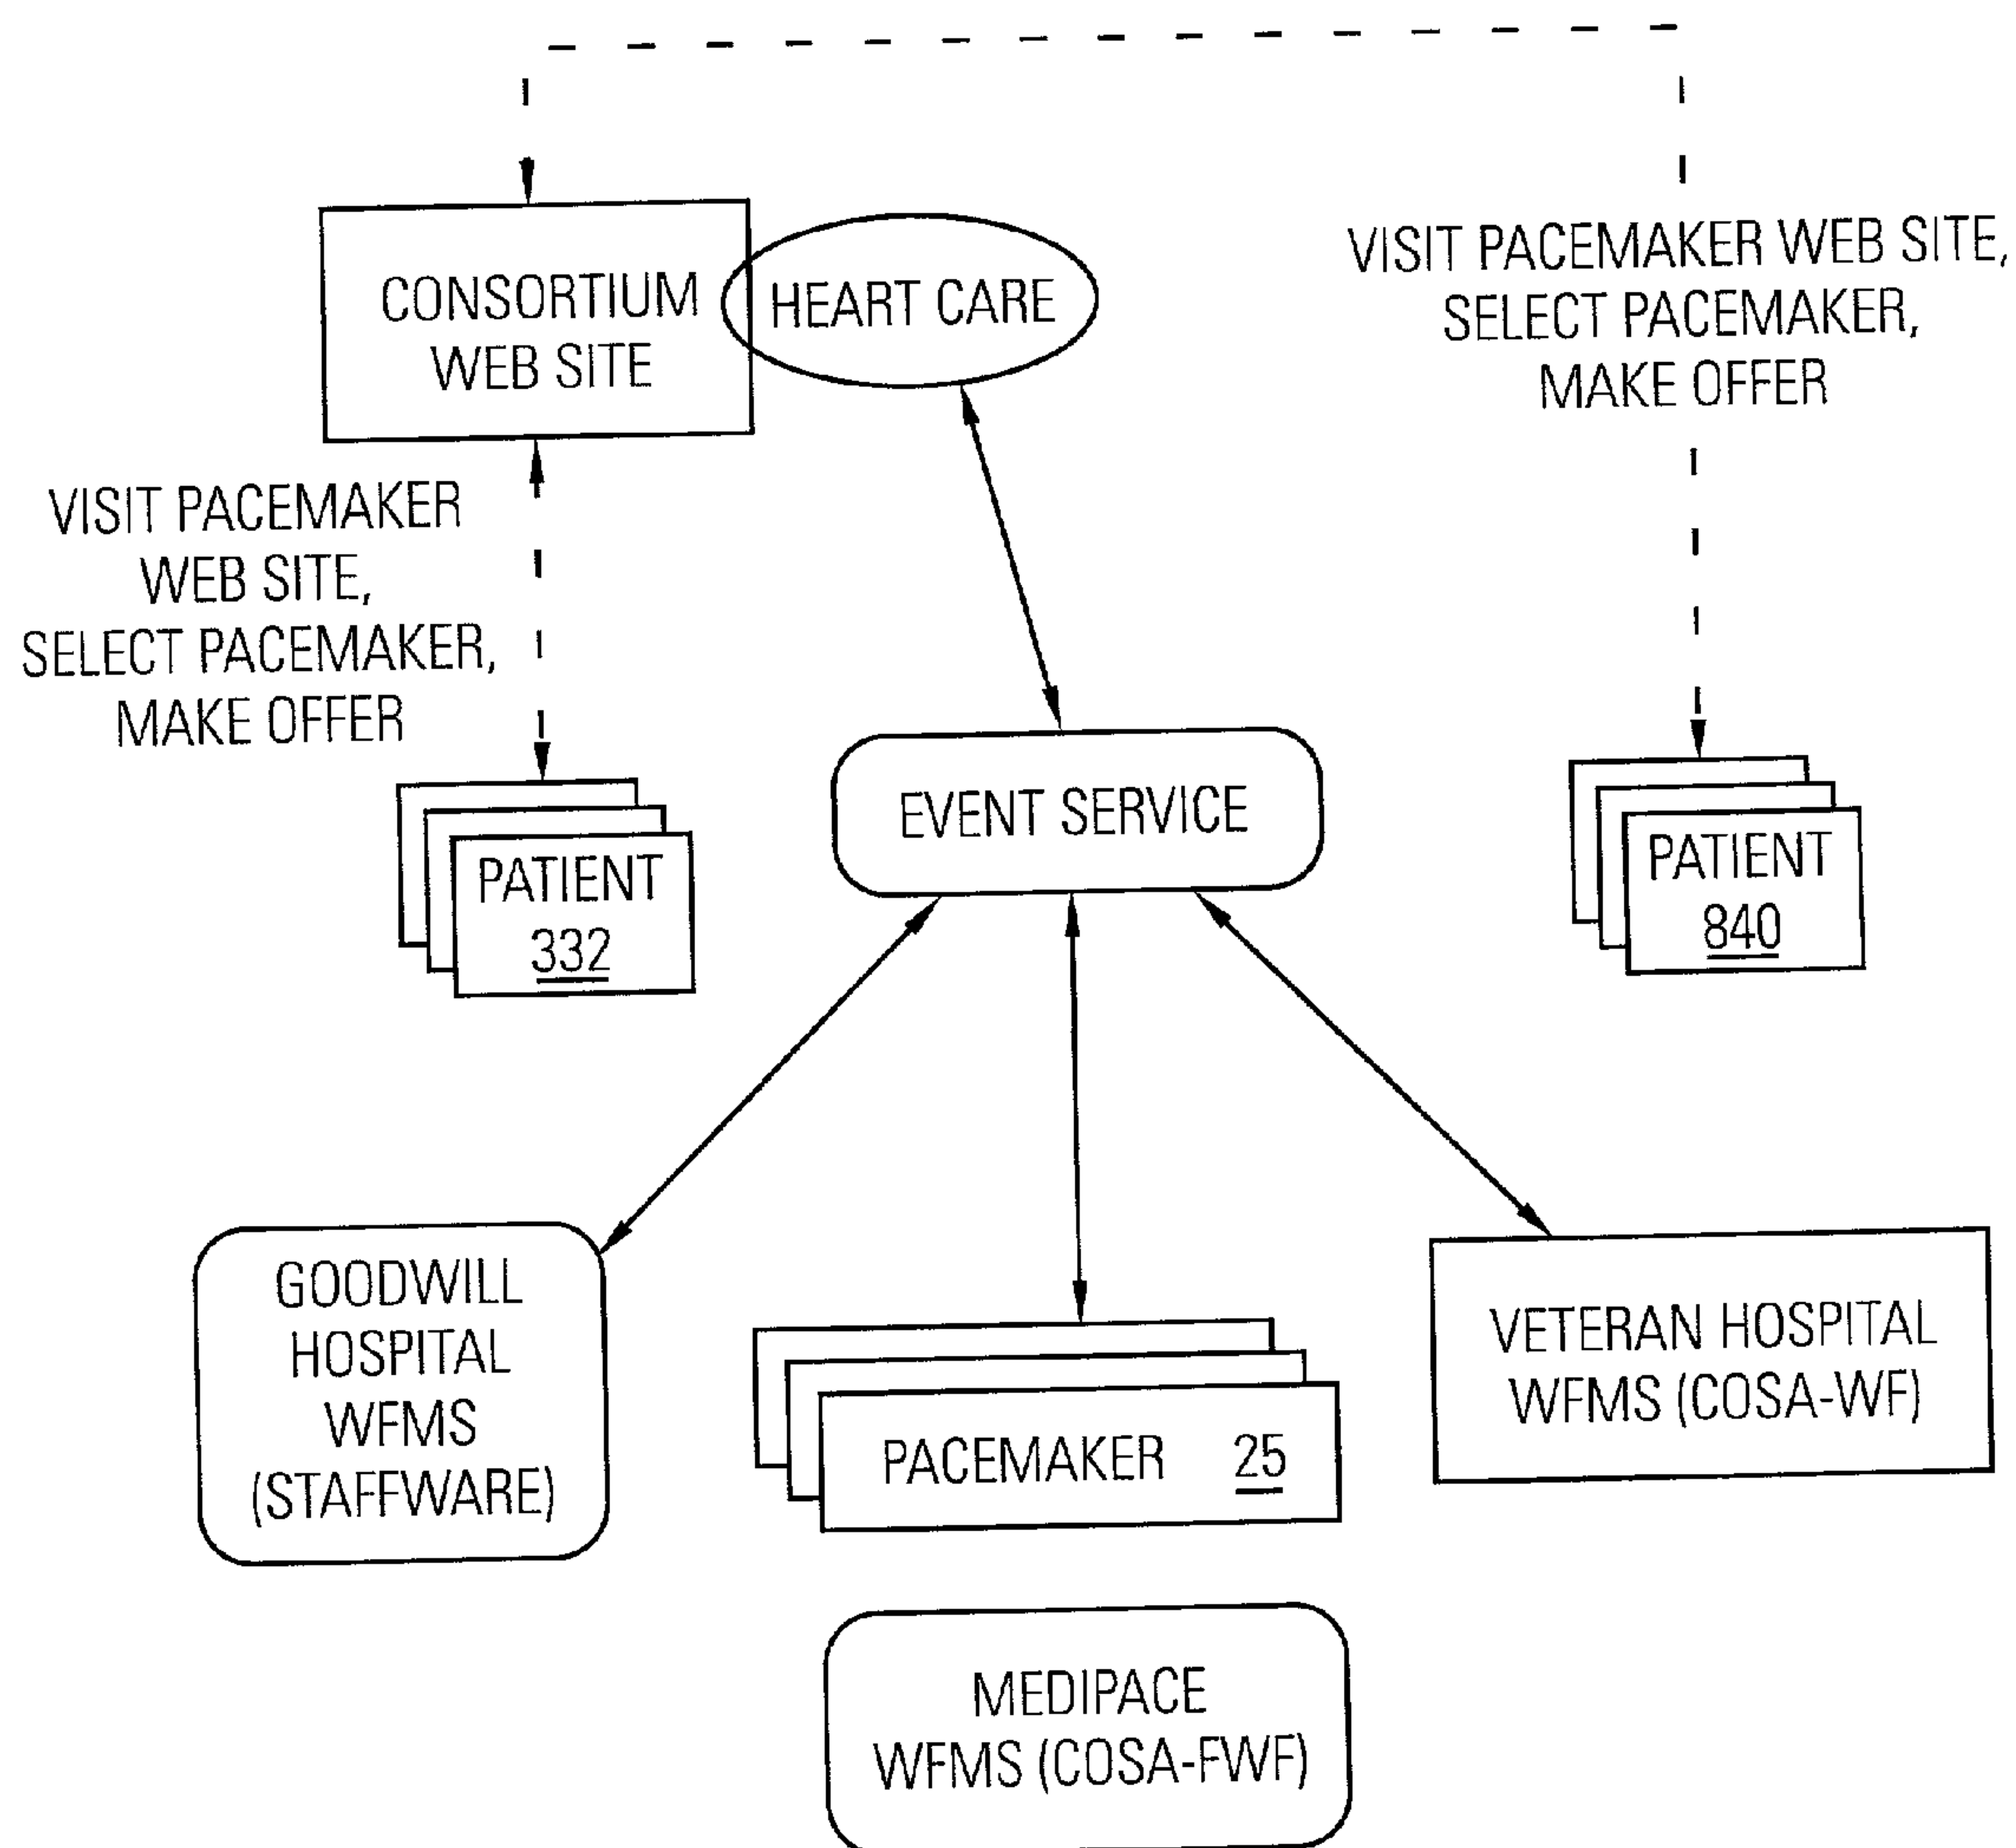 CONSORTIUM
WEB SITE
HEART CARE
VISIT PACEMAKER WEB SITE,
SELECT PACEMAKER,
MAKE OFFER
VISIT PACEMAKER
WEB SITE,
SELECT PACEMAKER,
MAKE OFFER
PATIENT
332
EVENT SERVICE
PATIENT
840
GOODWILL
HOSPITAL
WFMS
(STAFFWARE)
PACEMAKER 25
VETERAN HOSPITAL
WFMS (COSA-WF)
MEDIPACE
WFMS (COSA-FWF)